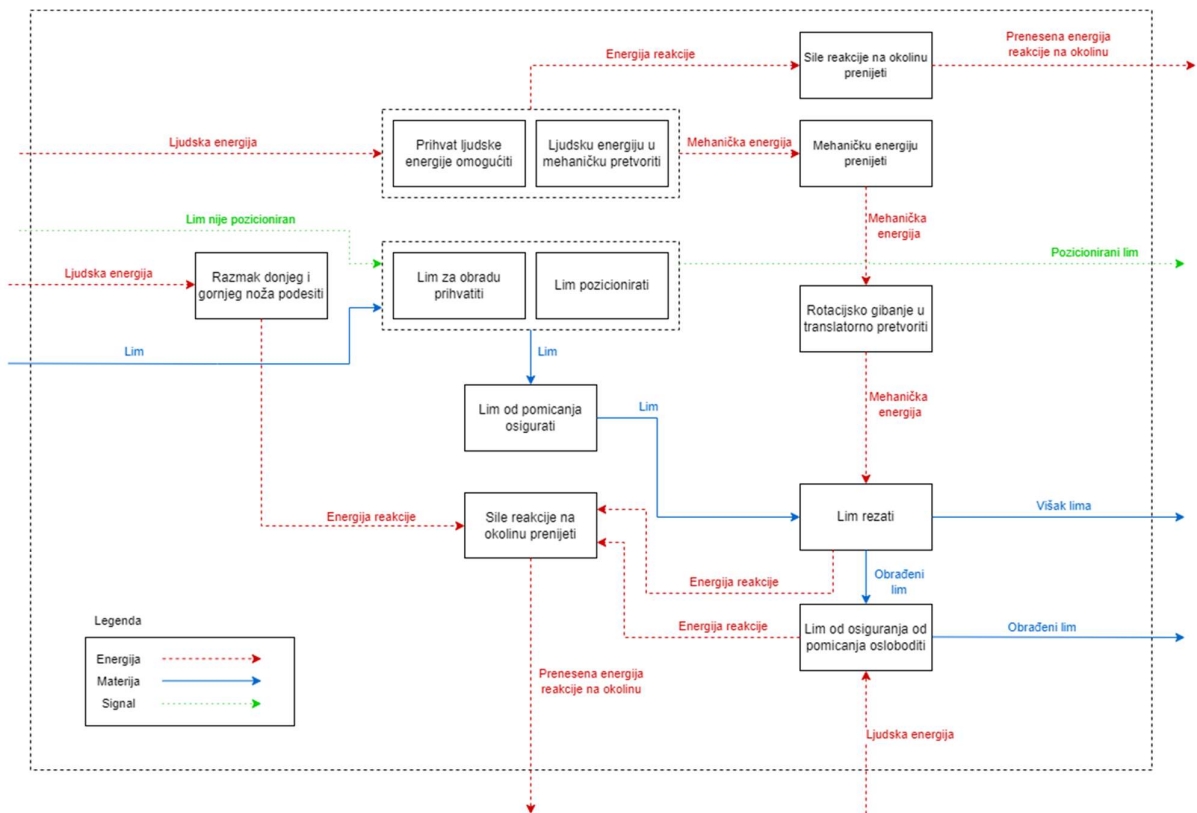 Energija reakcije
Sile reakcije na
okolinu prenijeti
Prenesena energija
reakcije na okolinu
Ljudska energija
Prihvat ljudske
energije omogućiti
Ljudsku energiju u
mehaničku pretvoriti
Mehanička energija
Mehaničku energiju
prenijeti
Mehanička
energija
Lim nije pozicioniran
Pozicionirani lim
Ljudska energija
Razmak donjeg i
gornjeg noža podesiti
Lim za obradu
prihvatiti
Lim pozicionirati
Rotacijsko gibanje u
translatorno pretvoriti
Lim
Lim
Lim od pomicanja
osigurati
Lim
Mehanička
energija
Energija reakcije
Sile reakcije na
okolinu prenijeti
Lim rezati
Višak lima
Energija reakcije
Obrađeni
lim
Energija reakcije
Lim od osiguranja od
pomicanja osloboditi
Obrađeni lim
Prenesena energija
reakcije na okolinu
Ljudska energija
Legenda
Energija
Materija
Signal